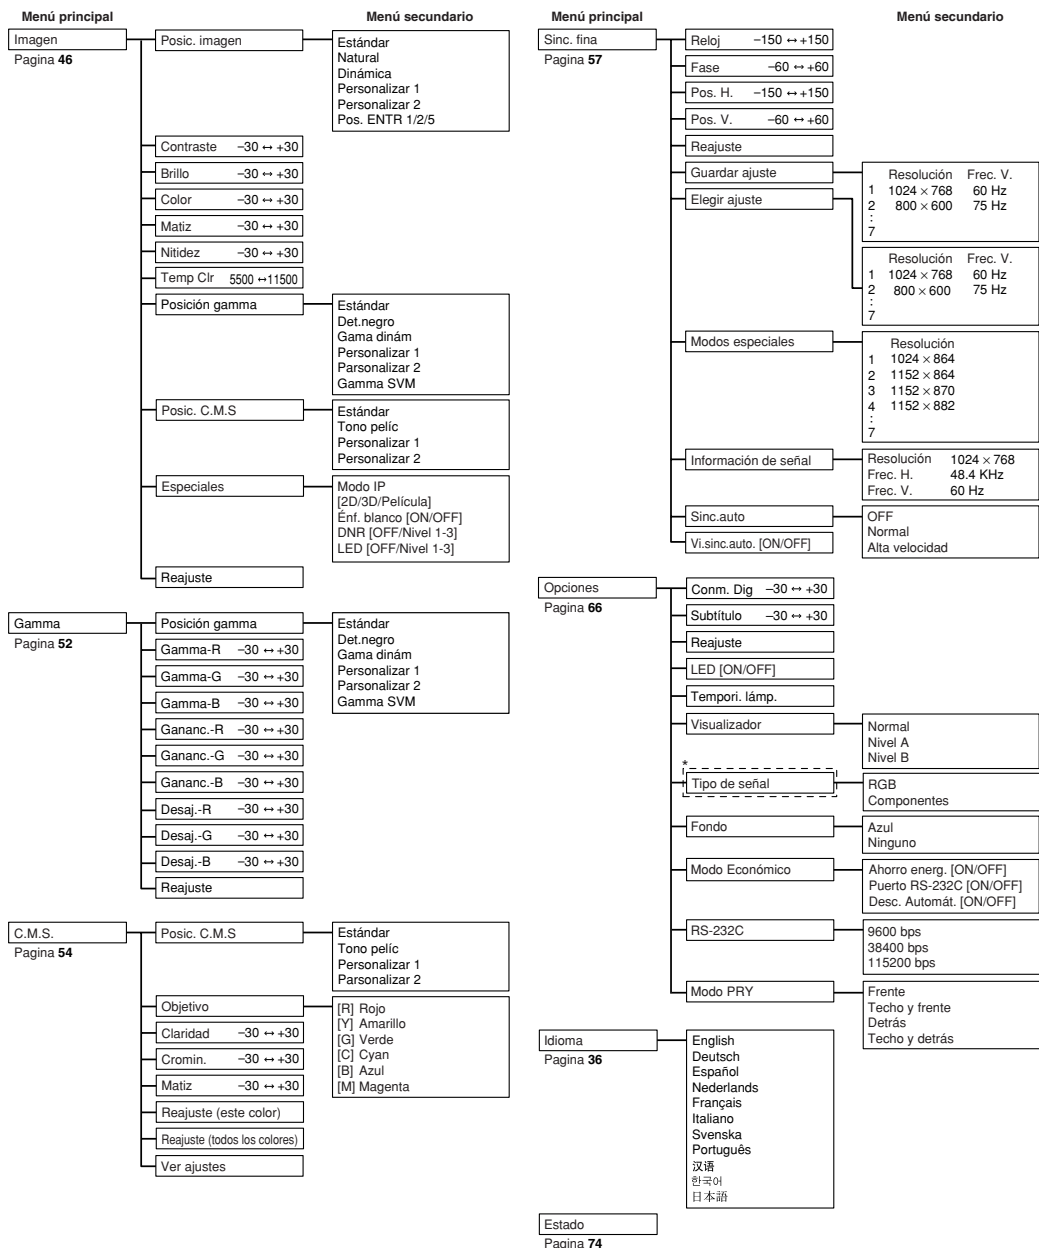 Menú principal
Menú secundario
Imagen
Pagina 46
Posic. imagen
Estándar
Natural
Dinámica
Personalizar 1
Personalizar 2
Pos. ENTR 1/2/5
Contraste −30 ↔ +30
Brillo −30 ↔ +30
Color −30 ↔ +30
Matiz −30 ↔ +30
Nitidez −30 ↔ +30
Temp Clr 5500 ↔11500
Posición gamma
Estándar
Det.negro
Gama dinám
Personalizar 1
Parsonalizar 2
Gamma SVM
Posic. C.M.S
Estándar
Tono pelíc
Personalizar 1
Personalizar 2
Especiales
Modo IP
[2D/3D/Película]
Énf. blanco [ON/OFF]
DNR [OFF/Nivel 1-3]
LED [OFF/Nivel 1-3]
Reajuste
Gamma
Pagina 52
Posición gamma
Estándar
Det.negro
Gama dinám
Personalizar 1
Parsonalizar 2
Gamma SVM
Gamma-R −30 ↔ +30
Gamma-G −30 ↔ +30
Gamma-B −30 ↔ +30
Gananc.-R −30 ↔ +30
Gananc.-G −30 ↔ +30
Gananc.-B −30 ↔ +30
Desaj.-R −30 ↔ +30
Desaj.-G −30 ↔ +30
Desaj.-B −30 ↔ +30
Reajuste
C.M.S.
Pagina 54
Posic. C.M.S
Estándar
Tono pelíc
Personalizar 1
Parsonalizar 2
Objetivo
[R] Rojo
[Y] Amarillo
[G] Verde
[C] Cyan
[B] Azul
[M] Magenta
Claridad −30 ↔ +30
Cromin. −30 ↔ +30
Matiz −30 ↔ +30
Reajuste (este color)
Reajuste (todos los colores)
Ver ajustes
Menú principal
Menú secundario
Sinc. fina
Pagina 57
Reloj −150 ↔ +150
Fase −60 ↔ +60
Pos. H. −150 ↔ +150
Pos. V. −60 ↔ +60
Reajuste
Guardar ajuste
Resolución Frec. V.
1 1024 × 768 60 Hz
2 800 × 600 75 Hz
:
7
Elegir ajuste
Resolución Frec. V.
1 1024 × 768 60 Hz
2 800 × 600 75 Hz
:
7
Modos especiales
Resolución
1 1024 × 864
2 1152 × 864
3 1152 × 870
4 1152 × 882
:
7
Información de señal
Resolución 1024 × 768
Frec. H. 48.4 KHz
Frec. V. 60 Hz
Sinc.auto
OFF
Normal
Alta velocidad
Vi.sinc.auto. [ON/OFF]
Opciones
Pagina 66
Conm. Dig −30 ↔ +30
Subtítulo −30 ↔ +30
Reajuste
LED [ON/OFF]
Tempori. lámp.
Visualizador
Normal
Nivel A
Nivel B
*
Tipo de señal
RGB
Componentes
Fondo
Azul
Ninguno
Modo Económico
Ahorro energ. [ON/OFF]
Puerto RS-232C [ON/OFF]
Desc. Automát. [ON/OFF]
RS-232C
9600 bps
38400 bps
115200 bps
Modo PRY
Frente
Techo y frente
Detrás
Techo y detrás
Idioma
Pagina 36
English
Deutsch
Español
Nederlands
Français
Italiano
Svenska
Português
汉语
한국어
日本語
Estado
Pagina 74